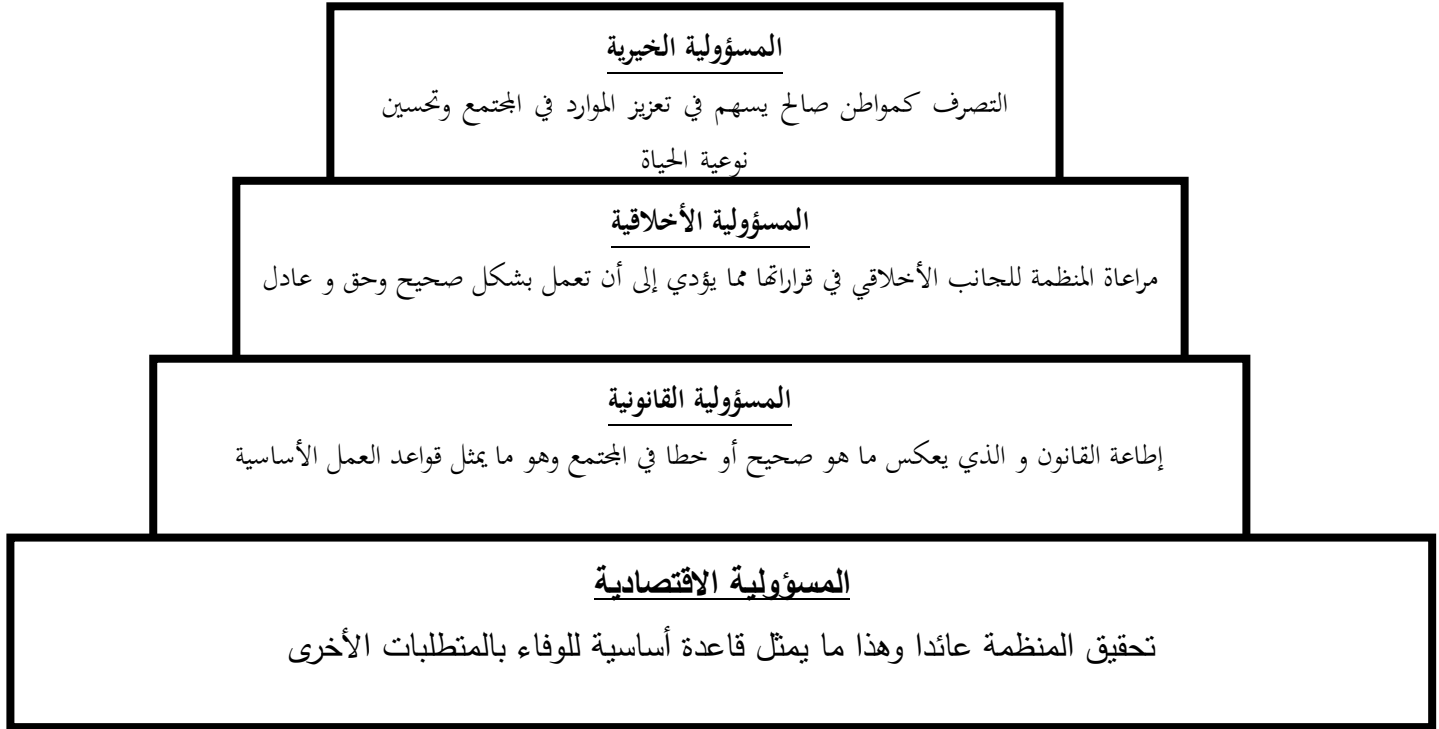 المسؤولية الخيرية
التصرف كمواطن صالح يسهم في تعزيز الموارد في المجتمع وتحسين
نوعية الحياة
المسؤولية الأخلاقية
مراعاة المنظمة للجانب الأخلاقي في قراراتها مما يؤدي إلى أن تعمل بشكل صحيح وحق و عادل
المسؤولية القانونية
إطاعة القانون و الذي يعكس ما هو صحيح أو خطا في المجتمع وهو ما يمثل قواعد العمل الأساسية
المسؤولية الاقتصادية
تحقيق المنظمة عائدا وهذا ما يمثل قاعدة أساسية للوفاء بالمتطلبات الأخرى